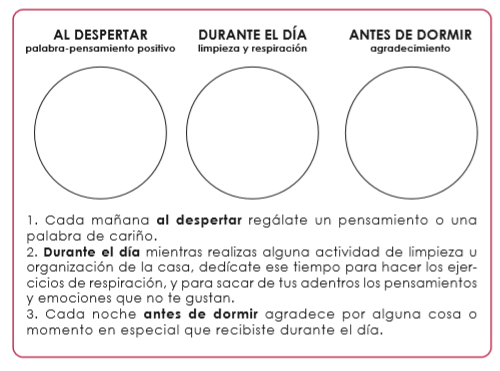 AL DESPERTAR
palabra-pensamiento positivo
DURANTE EL DÍA
limpieza y respiración
ANTES DE DORMIR
agradecimiento
1. Cada mañana al despertar regálate un pensamiento o una
palabra de cariño.
2. Durante el día mientras realizas alguna actividad de limpieza u
organización de la casa, dedícate ese tiempo para hacer los ejer-
cicios de respiración, y para sacar de tus adentros los pensamientos
y emociones que no te gustan.
3. Cada noche antes de dormir agradece por alguna cosa o
momento en especial que recibiste durante el día.